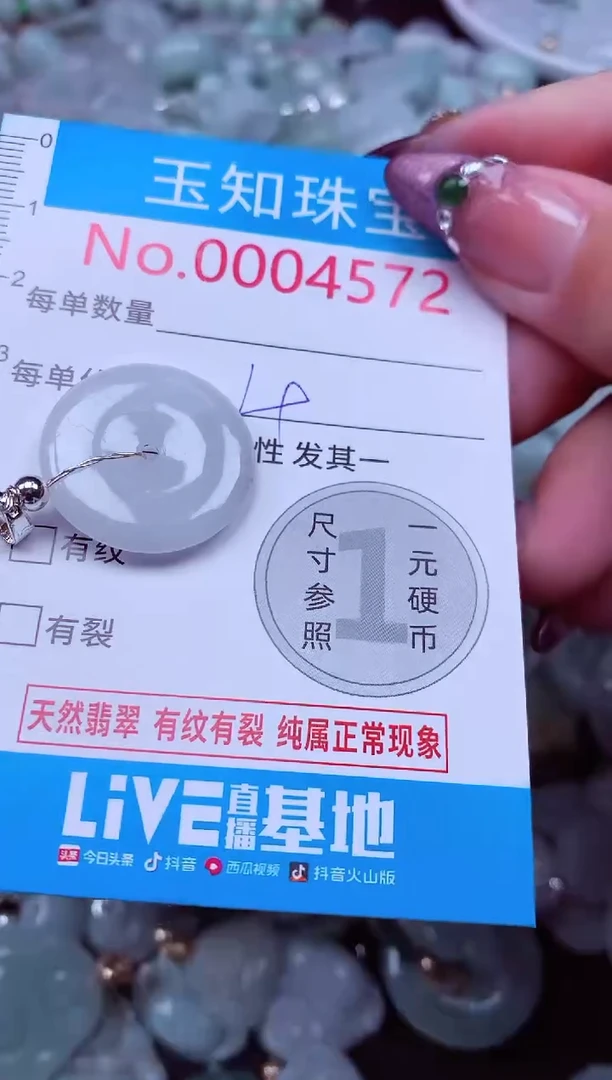 0
玉知珠宝
1
No.0004572
2
每单数量
3
每单
性发其一
尺寸参照
1
一元硬币
有纹
有裂
天然翡翠 有纹有裂 纯属正常现象
LiVE直播基地
头条 今日头条 抖音 西瓜视频 抖音火山版